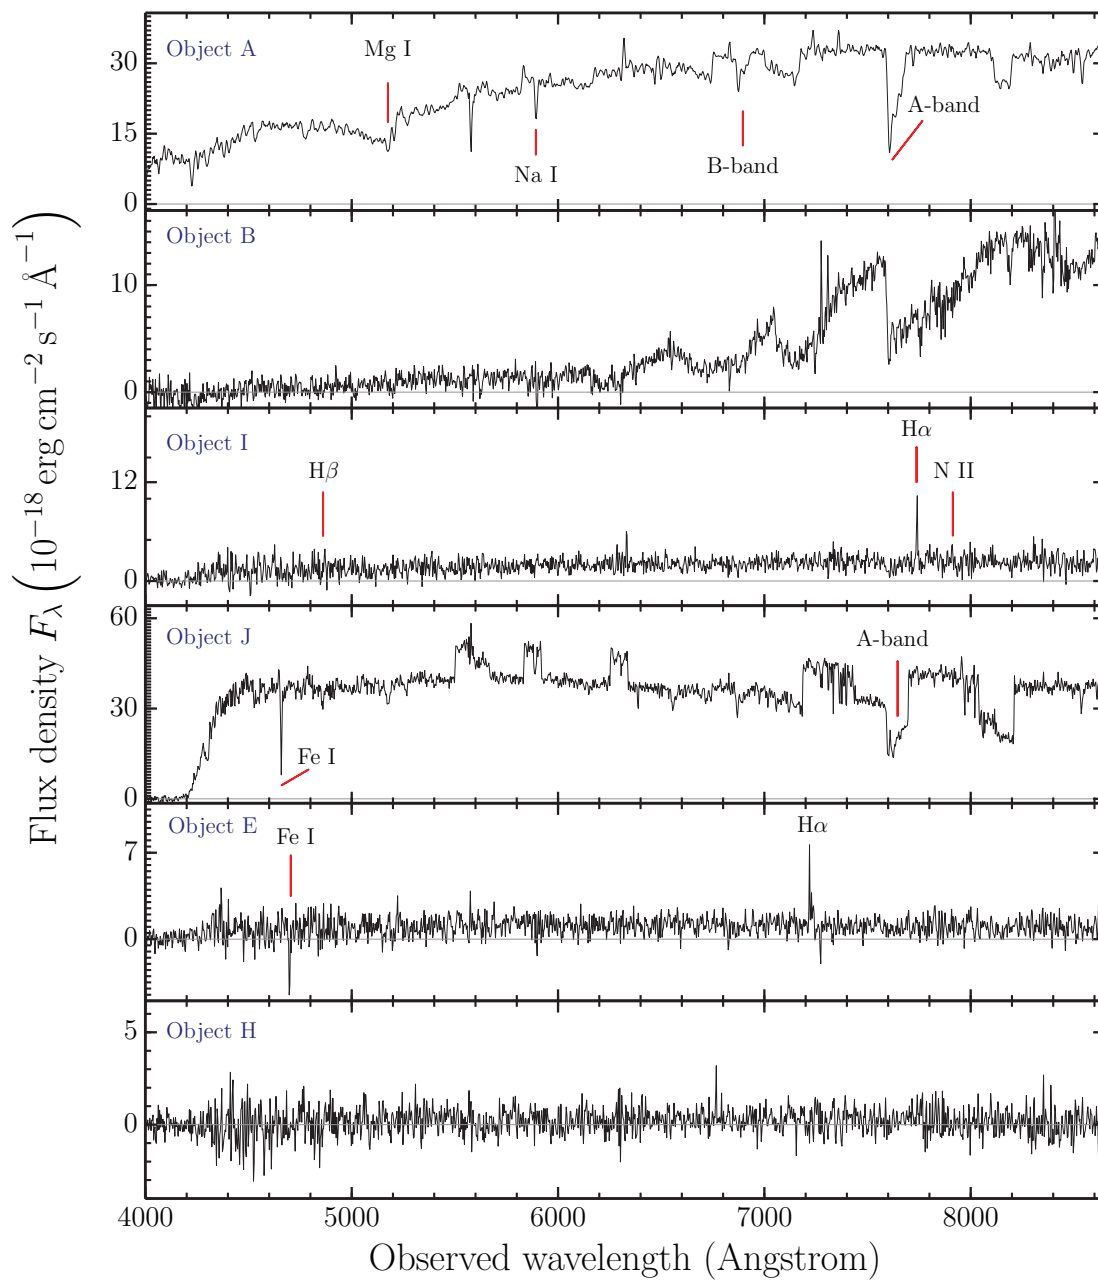 Flux density Fλ (10−18 erg cm−2 s−1 Å−1)
Object A
Mg I
Na I
B-band
A-band
30
15
0
Object B
10
0
Object I
Hβ
Hα
N II
12
0
Object J
Fe I
A-band
60
30
0
Object E
Fe I
Hα
7
0
Object H
5
0
4000 5000 6000 7000 8000
Observed wavelength (Angstrom)